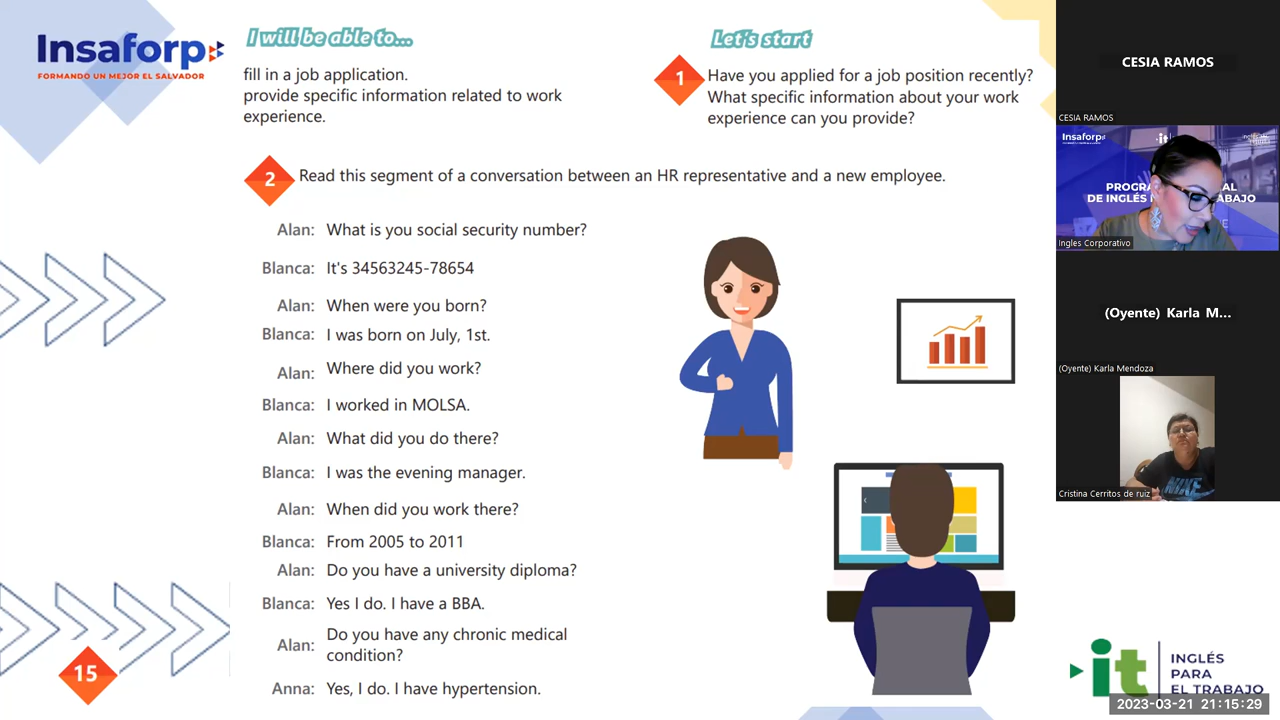 Insaforp
FORMANDO UN MEJOR EL SALVADOR
I will be able to...
fill in a job application.
provide specific information related to work
experience.
Let's start
1
Have you applied for a job position recently?
What specific information about your work
experience can you provide?
2
Read this segment of a conversation between an HR representative and a new employee.
Alan: What is you social security number?
Blanca: It's 34563245-78654
Alan: When were you born?
Blanca: I was born on July, 1st.
Alan: Where did you work?
Blanca: I worked in MOLSA.
Alan: What did you do there?
Blanca: I was the evening manager.
Alan: When did you work there?
Blanca: From 2005 to 2011
Alan: Do you have a university diploma?
Blanca: Yes I do. I have a BBA.
Alan: Do you have any chronic medical
condition?
Anna: Yes, I do. I have hypertension.
15
CESIA RAMOS
CESIA RAMOS
Insaforp
it
PROGRA AL
DE INGLÉS ABAJO
Ingles Corporativo
(Oyente) Karla M...
(Oyente) Karla Mendoza
NIKE
Cristina Cerritos de ruiz
it
INGLÉS
PARA
EL TRABAJO
2023-03-21 21:15:29